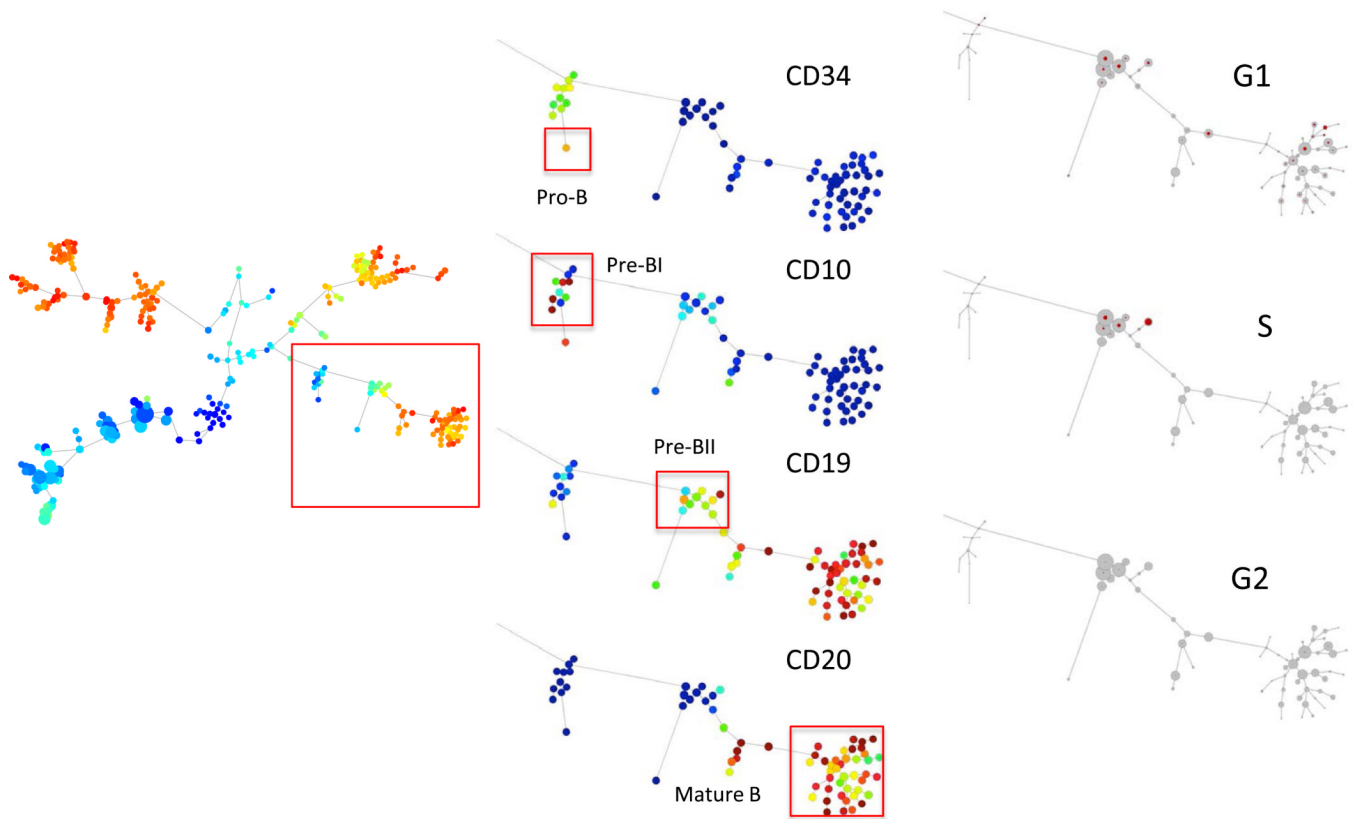 CD34
G1
Pro-B
Pre-BI
CD10
S
Pre-BII
CD19
G2
CD20
Mature B